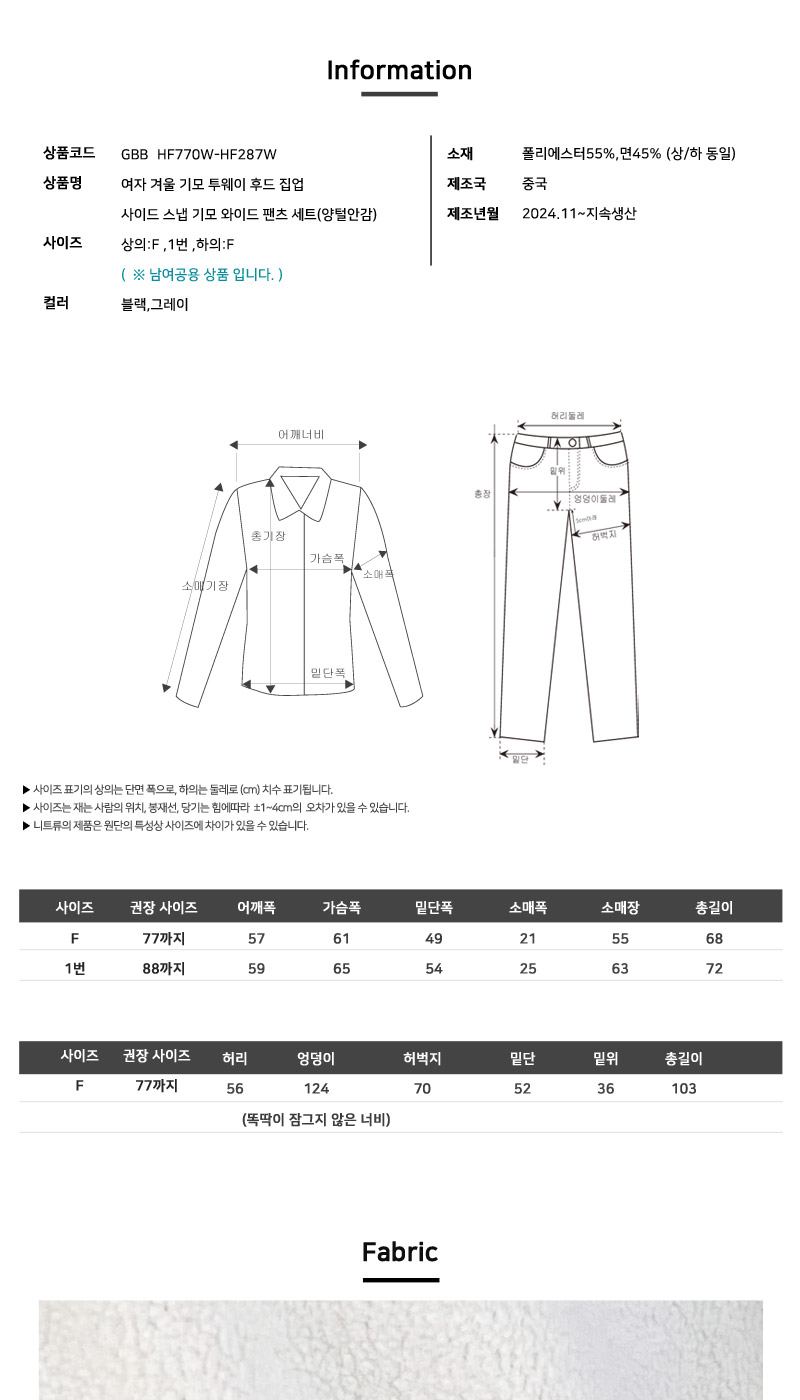 Information
상품코드 GBB HF770W-HF287W
상품명 여자 겨울 기모 투웨이 후드 집업
사이드 스냅 기모 와이드 팬츠 세트(양털안감)
사이즈 상의:F ,1번 ,하의:F
( ※ 남여공용 상품 입니다. )
컬러 블랙,그레이
소재 폴리에스터55%,면45% (상/하 동일)
제조국 중국
제조년월 2024.11~지속생산
어깨너비
총기장
가슴폭
소매폭
소매기장
밑단폭
허리둘레
밑위
총장
엉덩이둘레
5cm아래
허벅지
밑단
▶ 사이즈 표기의 상의는 단면 폭으로, 하의는 둘레로 (cm) 치수 표기됩니다.
▶ 사이즈는 재는 사람의 위치, 봉재선, 당기는 힘에따라 ±1~4cm의 오차가 있을 수 있습니다.
▶ 니트류의 제품은 원단의 특성상 사이즈에 차이가 있을 수 있습니다.
사이즈 권장 사이즈 어깨폭 가슴폭 밑단폭 소매폭 소매장 총길이
F 77까지 57 61 49 21 55 68
1번 88까지 59 65 54 25 63 72
사이즈 권장 사이즈 허리 엉덩이 허벅지 밑단 밑위 총길이
F 77까지 56 124 70 52 36 103
(똑딱이 잠그지 않은 너비)
Fabric